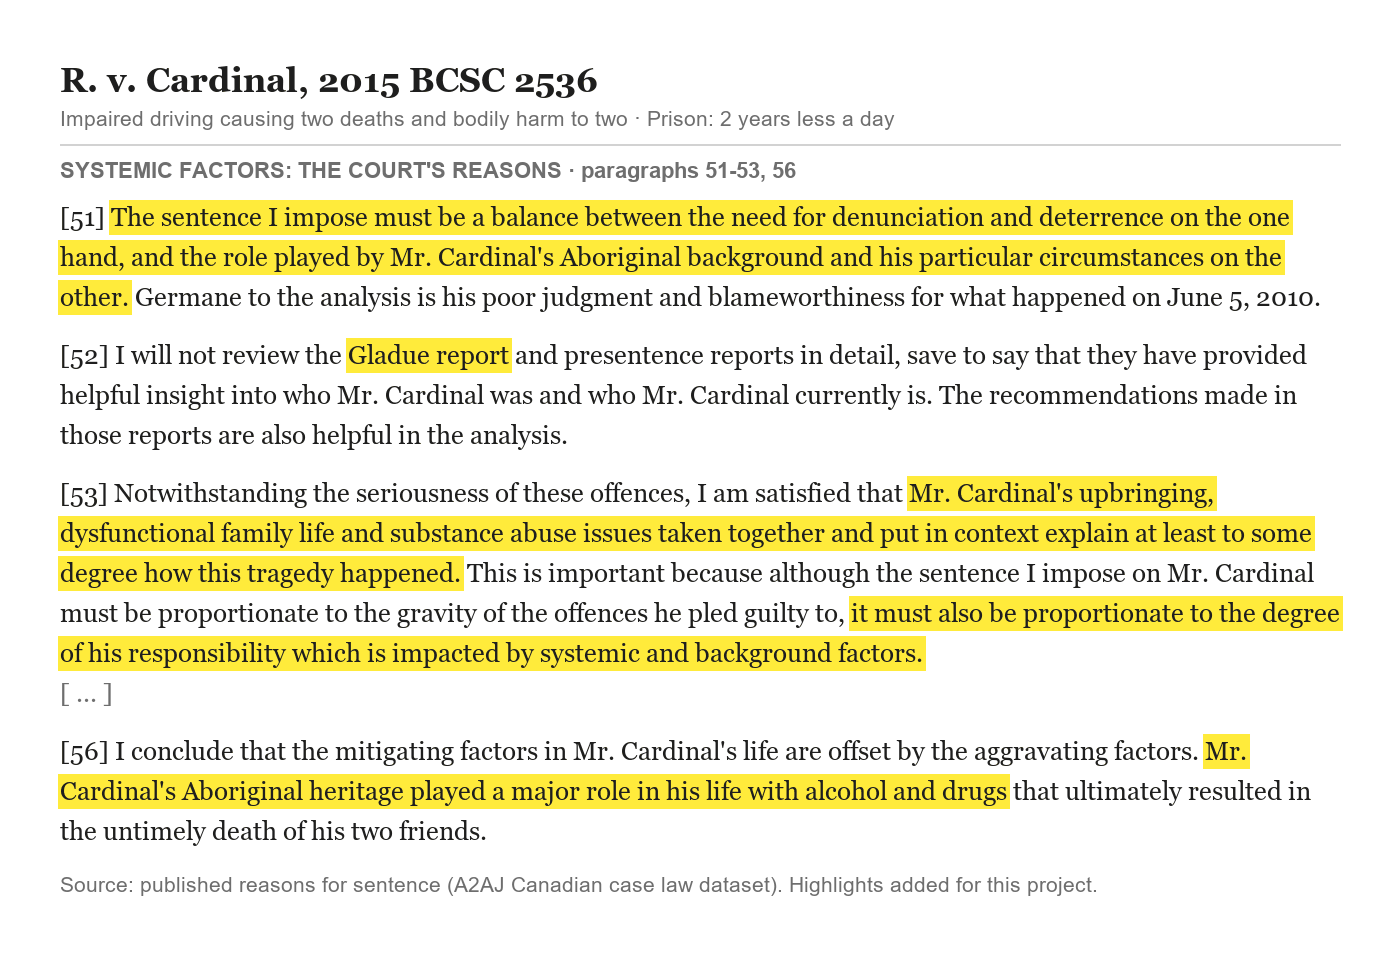 R. v. Cardinal, 2015 BCSC 2536
Impaired driving causing two deaths and bodily harm to two · Prison: 2 years less a day
SYSTEMIC FACTORS: THE COURT'S REASONS · paragraphs 51-53, 56
[51] The sentence I impose must be a balance between the need for denunciation and deterrence on the one
hand, and the role played by Mr. Cardinal's Aboriginal background and his particular circumstances on the
other. Germane to the analysis is his poor judgment and blameworthiness for what happened on June 5, 2010.
[52] I will not review the Gladue report and presentence reports in detail, save to say that they have provided
helpful insight into who Mr. Cardinal was and who Mr. Cardinal currently is. The recommendations made in
those reports are also helpful in the analysis.
[53] Notwithstanding the seriousness of these offences, I am satisfied that Mr. Cardinal's upbringing,
dysfunctional family life and substance abuse issues taken together and put in context explain at least to some
degree how this tragedy happened. This is important because although the sentence I impose on Mr. Cardinal
must be proportionate to the gravity of the offences he pled guilty to, it must also be proportionate to the degree
of his responsibility which is impacted by systemic and background factors.
[ ... ]
[56] I conclude that the mitigating factors in Mr. Cardinal's life are offset by the aggravating factors. Mr.
Cardinal's Aboriginal heritage played a major role in his life with alcohol and drugs that ultimately resulted in
the untimely death of his two friends.
Source: published reasons for sentence (A2AJ Canadian case law dataset). Highlights added for this project.